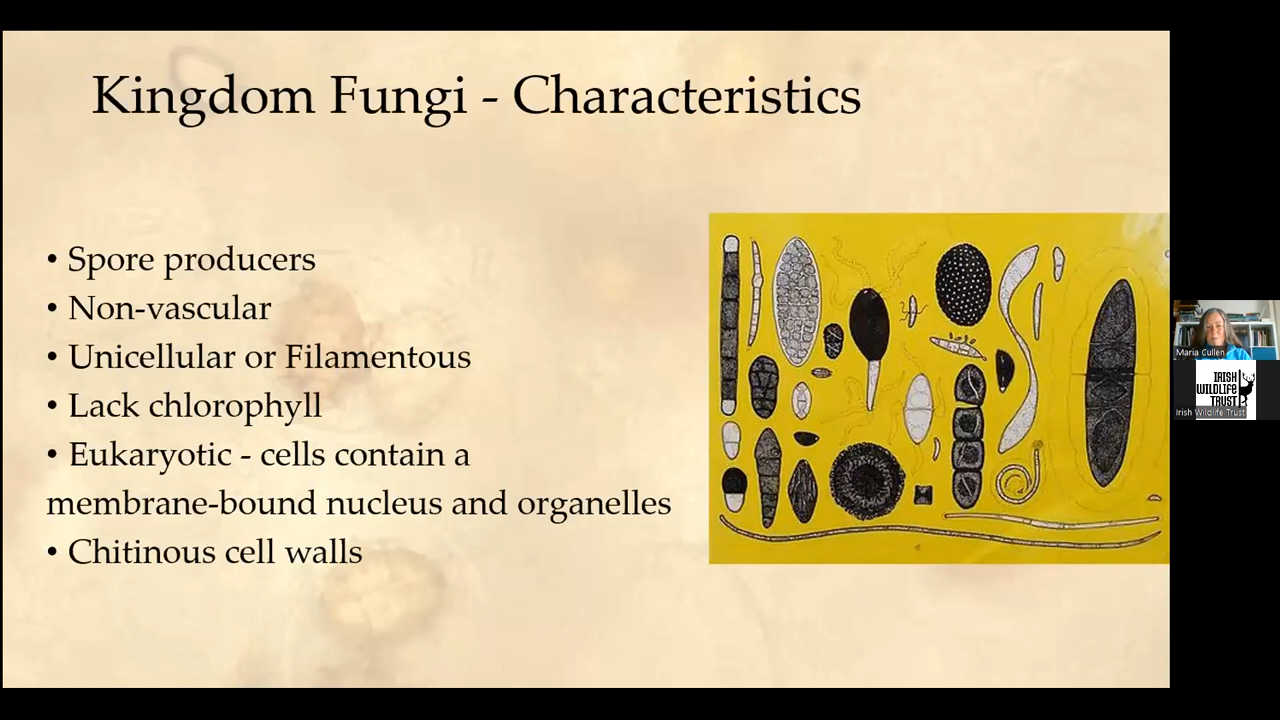 Kingdom Fungi - Characteristics
• Spore producers
• Non-vascular
• Unicellular or Filamentous
• Lack chlorophyll
• Eukaryotic - cells contain a
membrane-bound nucleus and organelles
• Chitinous cell walls
Maria Cullen
IRISH
WILDLIFE
TRUST
Irish Wildlife Trust